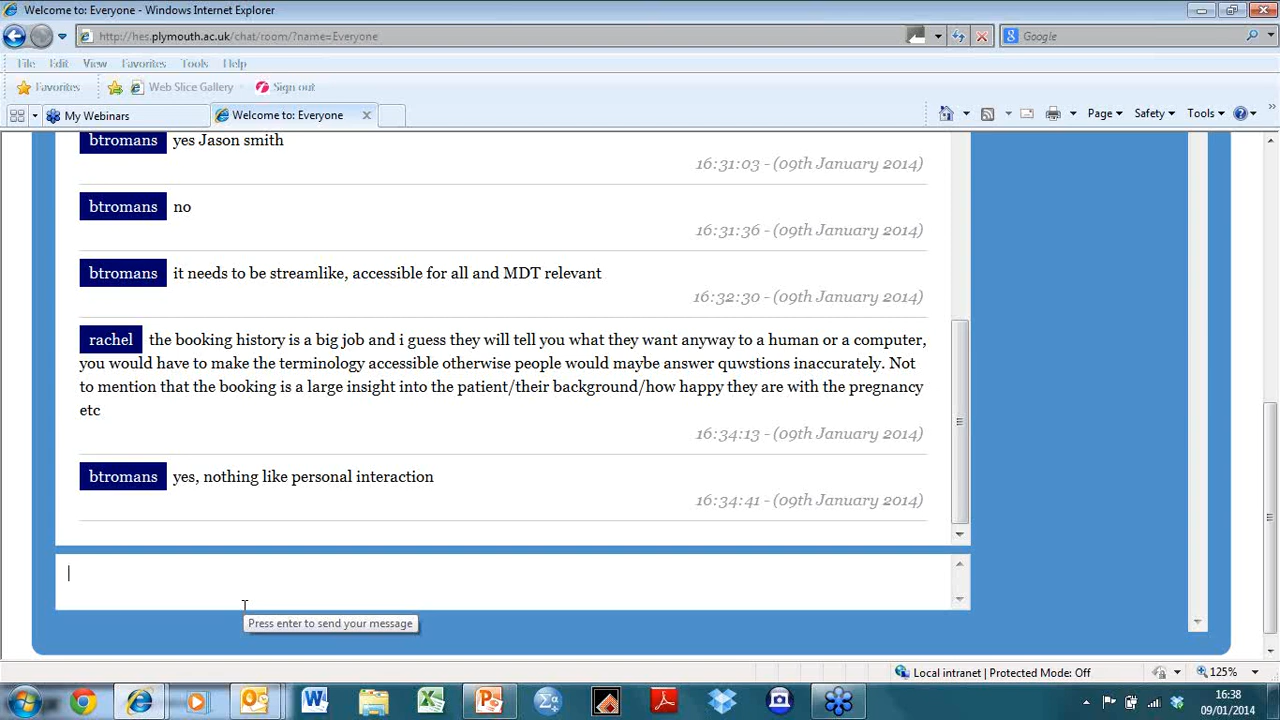 Welcome to: Everyone - Windows Internet Explorer
http://hes.plymouth.ac.uk/chat/room/?name=Everyone
Google
File Edit View Favorites Tools Help
Favorites Web Slice Gallery Sign out
My Webinars Welcome to: Everyone Page Safety Tools
btromans yes Jason smith
16:31:03 - (09th January 2014)
btromans no
16:31:36 - (09th January 2014)
btromans it needs to be streamlike, accessible for all and MDT relevant
16:32:30 - (09th January 2014)
rachel the booking history is a big job and i guess they will tell you what they want anyway to a human or a computer,
you would have to make the terminology accessible otherwise people would maybe answer quwstions inaccurately. Not
to mention that the booking is a large insight into the patient/their background/how happy they are with the pregnancy
etc
16:34:13 - (09th January 2014)
btromans yes, nothing like personal interaction
16:34:41 - (09th January 2014)
Press enter to send your message
Local intranet | Protected Mode: Off 125%
16:38
09/01/2014